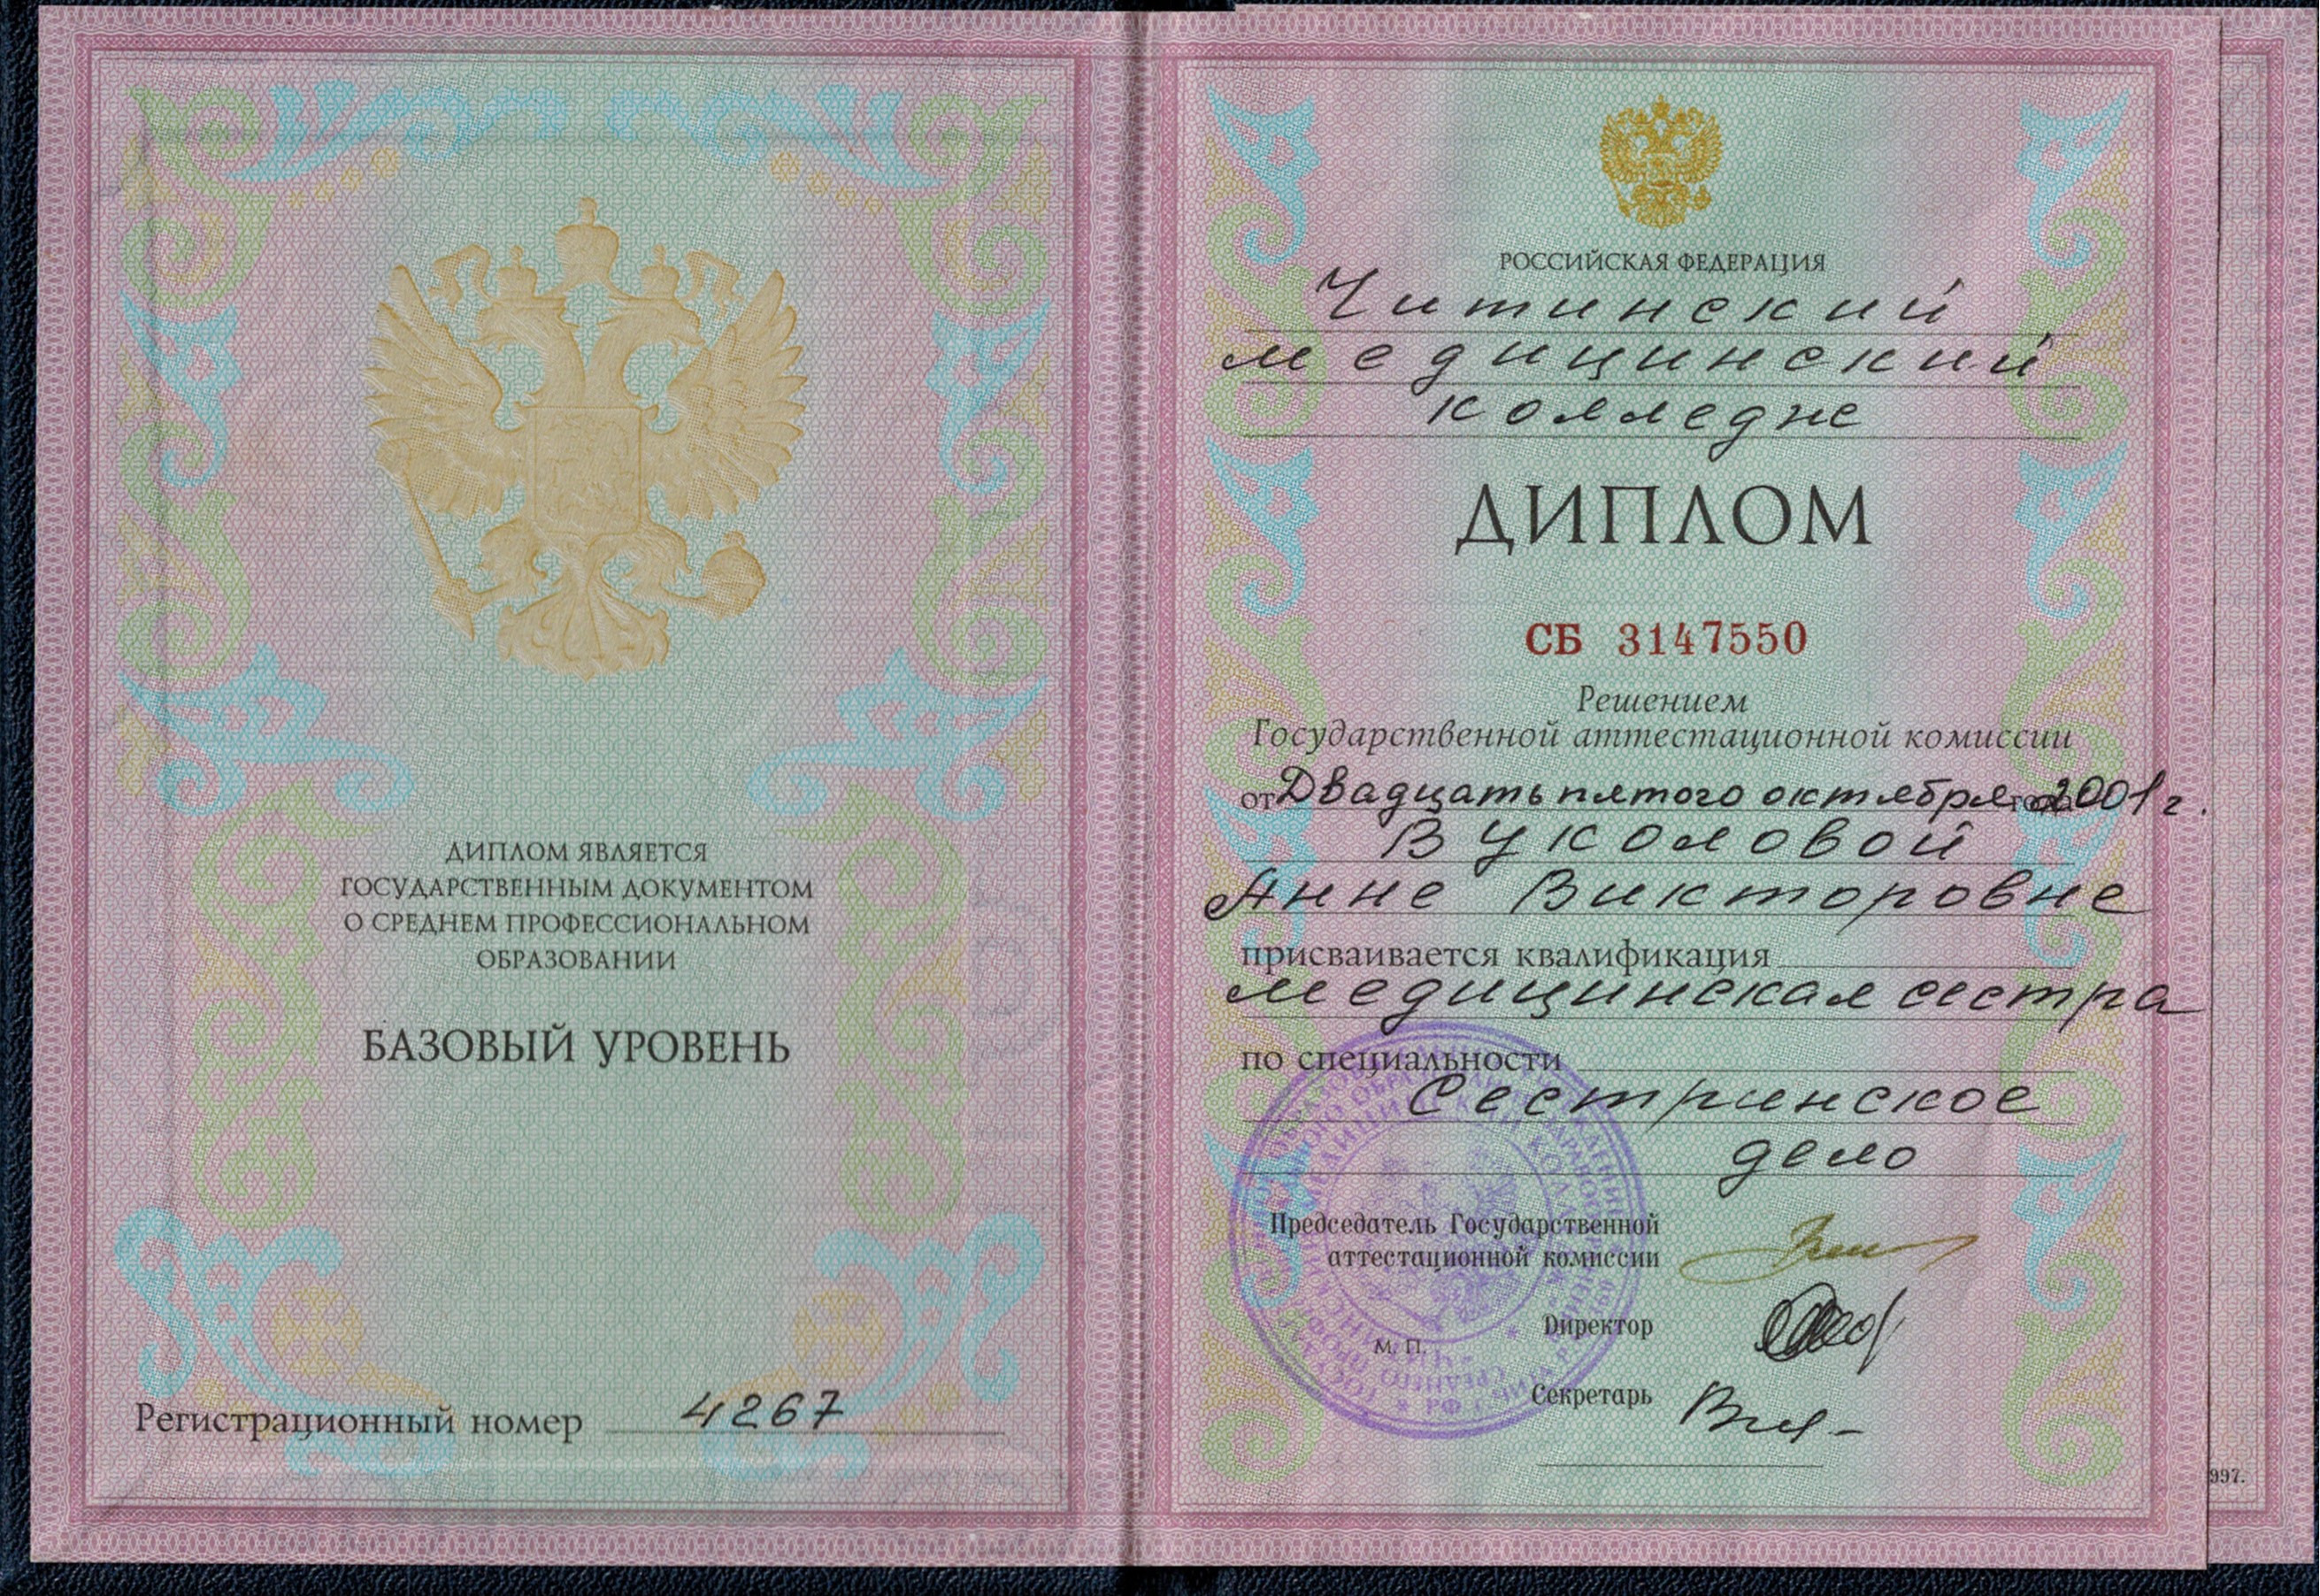 ДИПЛОМ ЯВЛЯЕТСЯ
ГОСУДАРСТВЕННЫМ ДОКУМЕНТОМ
О СРЕДНЕМ ПРОФЕССИОНАЛЬНОМ
ОБРАЗОВАНИИ
БАЗОВЫЙ УРОВЕНЬ
Регистрационный номер 4267
РОССИЙСКАЯ ФЕДЕРАЦИЯ
Читинский
медицинский
колледж
ДИПЛОМ
СБ 3147550
Решением
Государственной аттестационной комиссии
от Двадцать пятого октября года 2001 г.
Вуколовой
Анне Викторовне
присваивается квалификация
медицинская сестра
по специальности
Сестринское
дело
Председатель Государственной
аттестационной комиссии
Директор
М. П.
Секретарь
997.